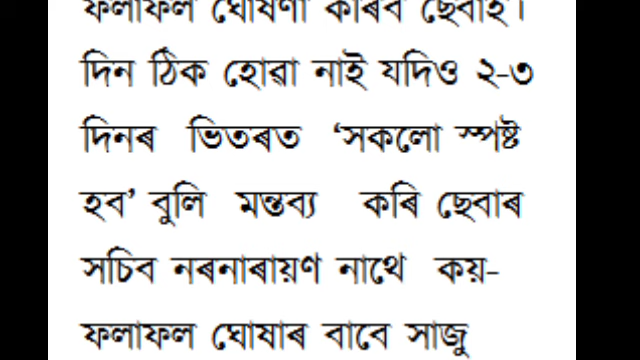 ফলাফল ঘোষণা কৰিব ছেবাই।
দিন ঠিক হোৱা নাই যদিও ২-৩
দিনৰ ভিতৰত ‘সকলো স্পষ্ট
হব’ বুলি মন্তব্য কৰি ছেবাৰ
সচিব নৰনাৰায়ণ নাথে কয়-
ফলাফল ঘোষাৰ বাবে সাজু